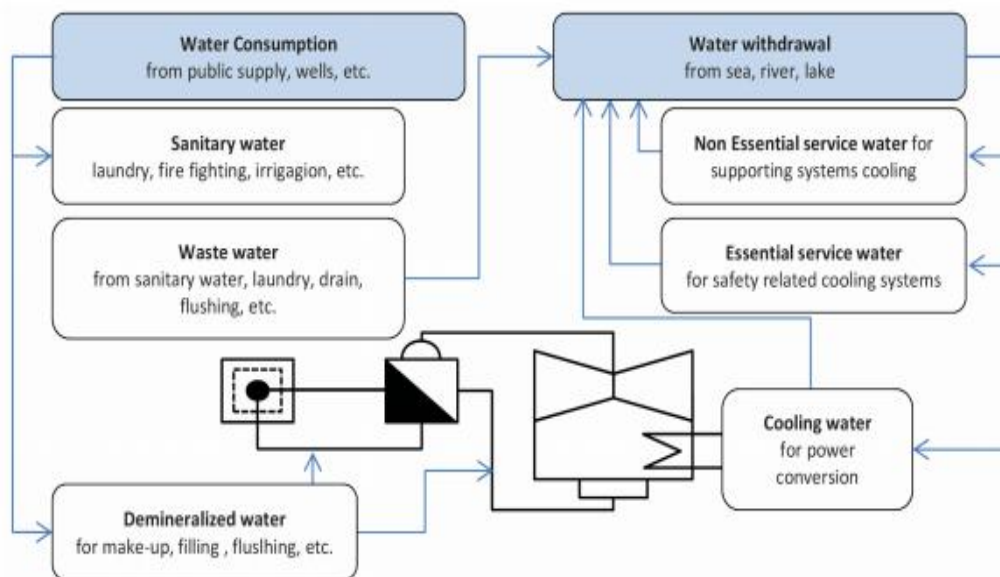 Water Consumption
from public supply, wells, etc.
Water withdrawal
from sea, river, lake
Sanitary water
laundry, fire fighting, irrigagion, etc.
Non Essential service water for
supporting systems cooling
Waste water
from sanitary water, laundry, drain,
flushing, etc.
Essential service water
for safety related cooling systems
Cooling water
for power
conversion
Demineralized water
for make-up, filling , fluslhing, etc.